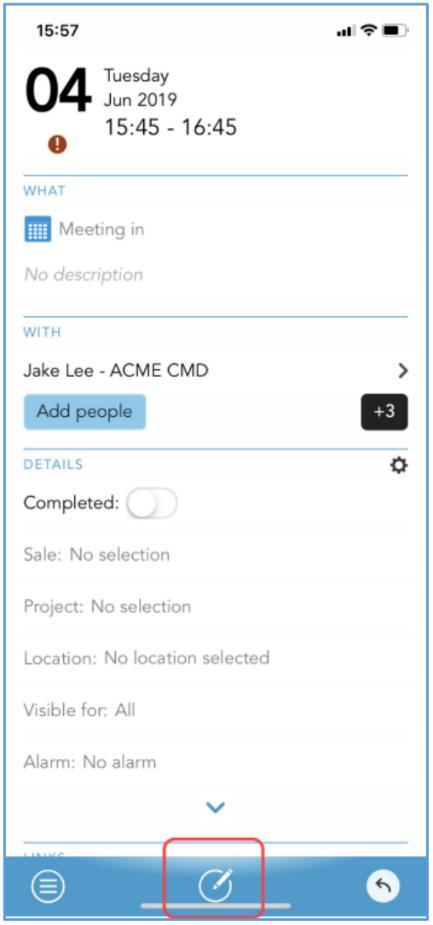 15:57
04
Tuesday
Jun 2019
15:45 - 16:45
WHAT
Meeting in
No description
WITH
Jake Lee - ACME CMD
Add people
+3
DETAILS
Completed:
Sale: No selection
Project: No selection
Location: No location selected
Visible for: All
Alarm: No alarm
LINKS